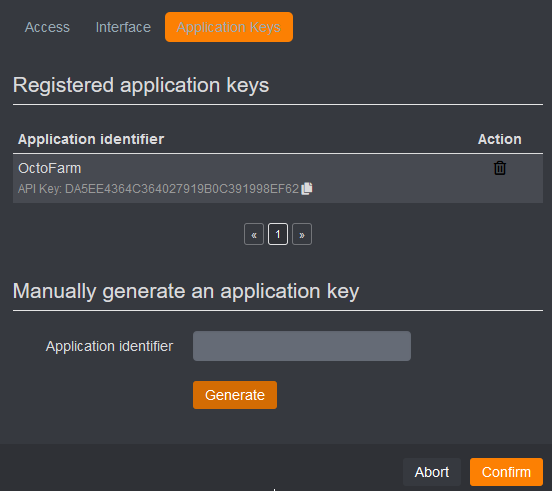 Access Interface Application Keys
Registered application keys
Application identifier Action
OctoFarm
API Key: DA5EE4364C364027919B0C391998EF62
« 1 »
Manually generate an application key
Application identifier
Generate
Abort Confirm